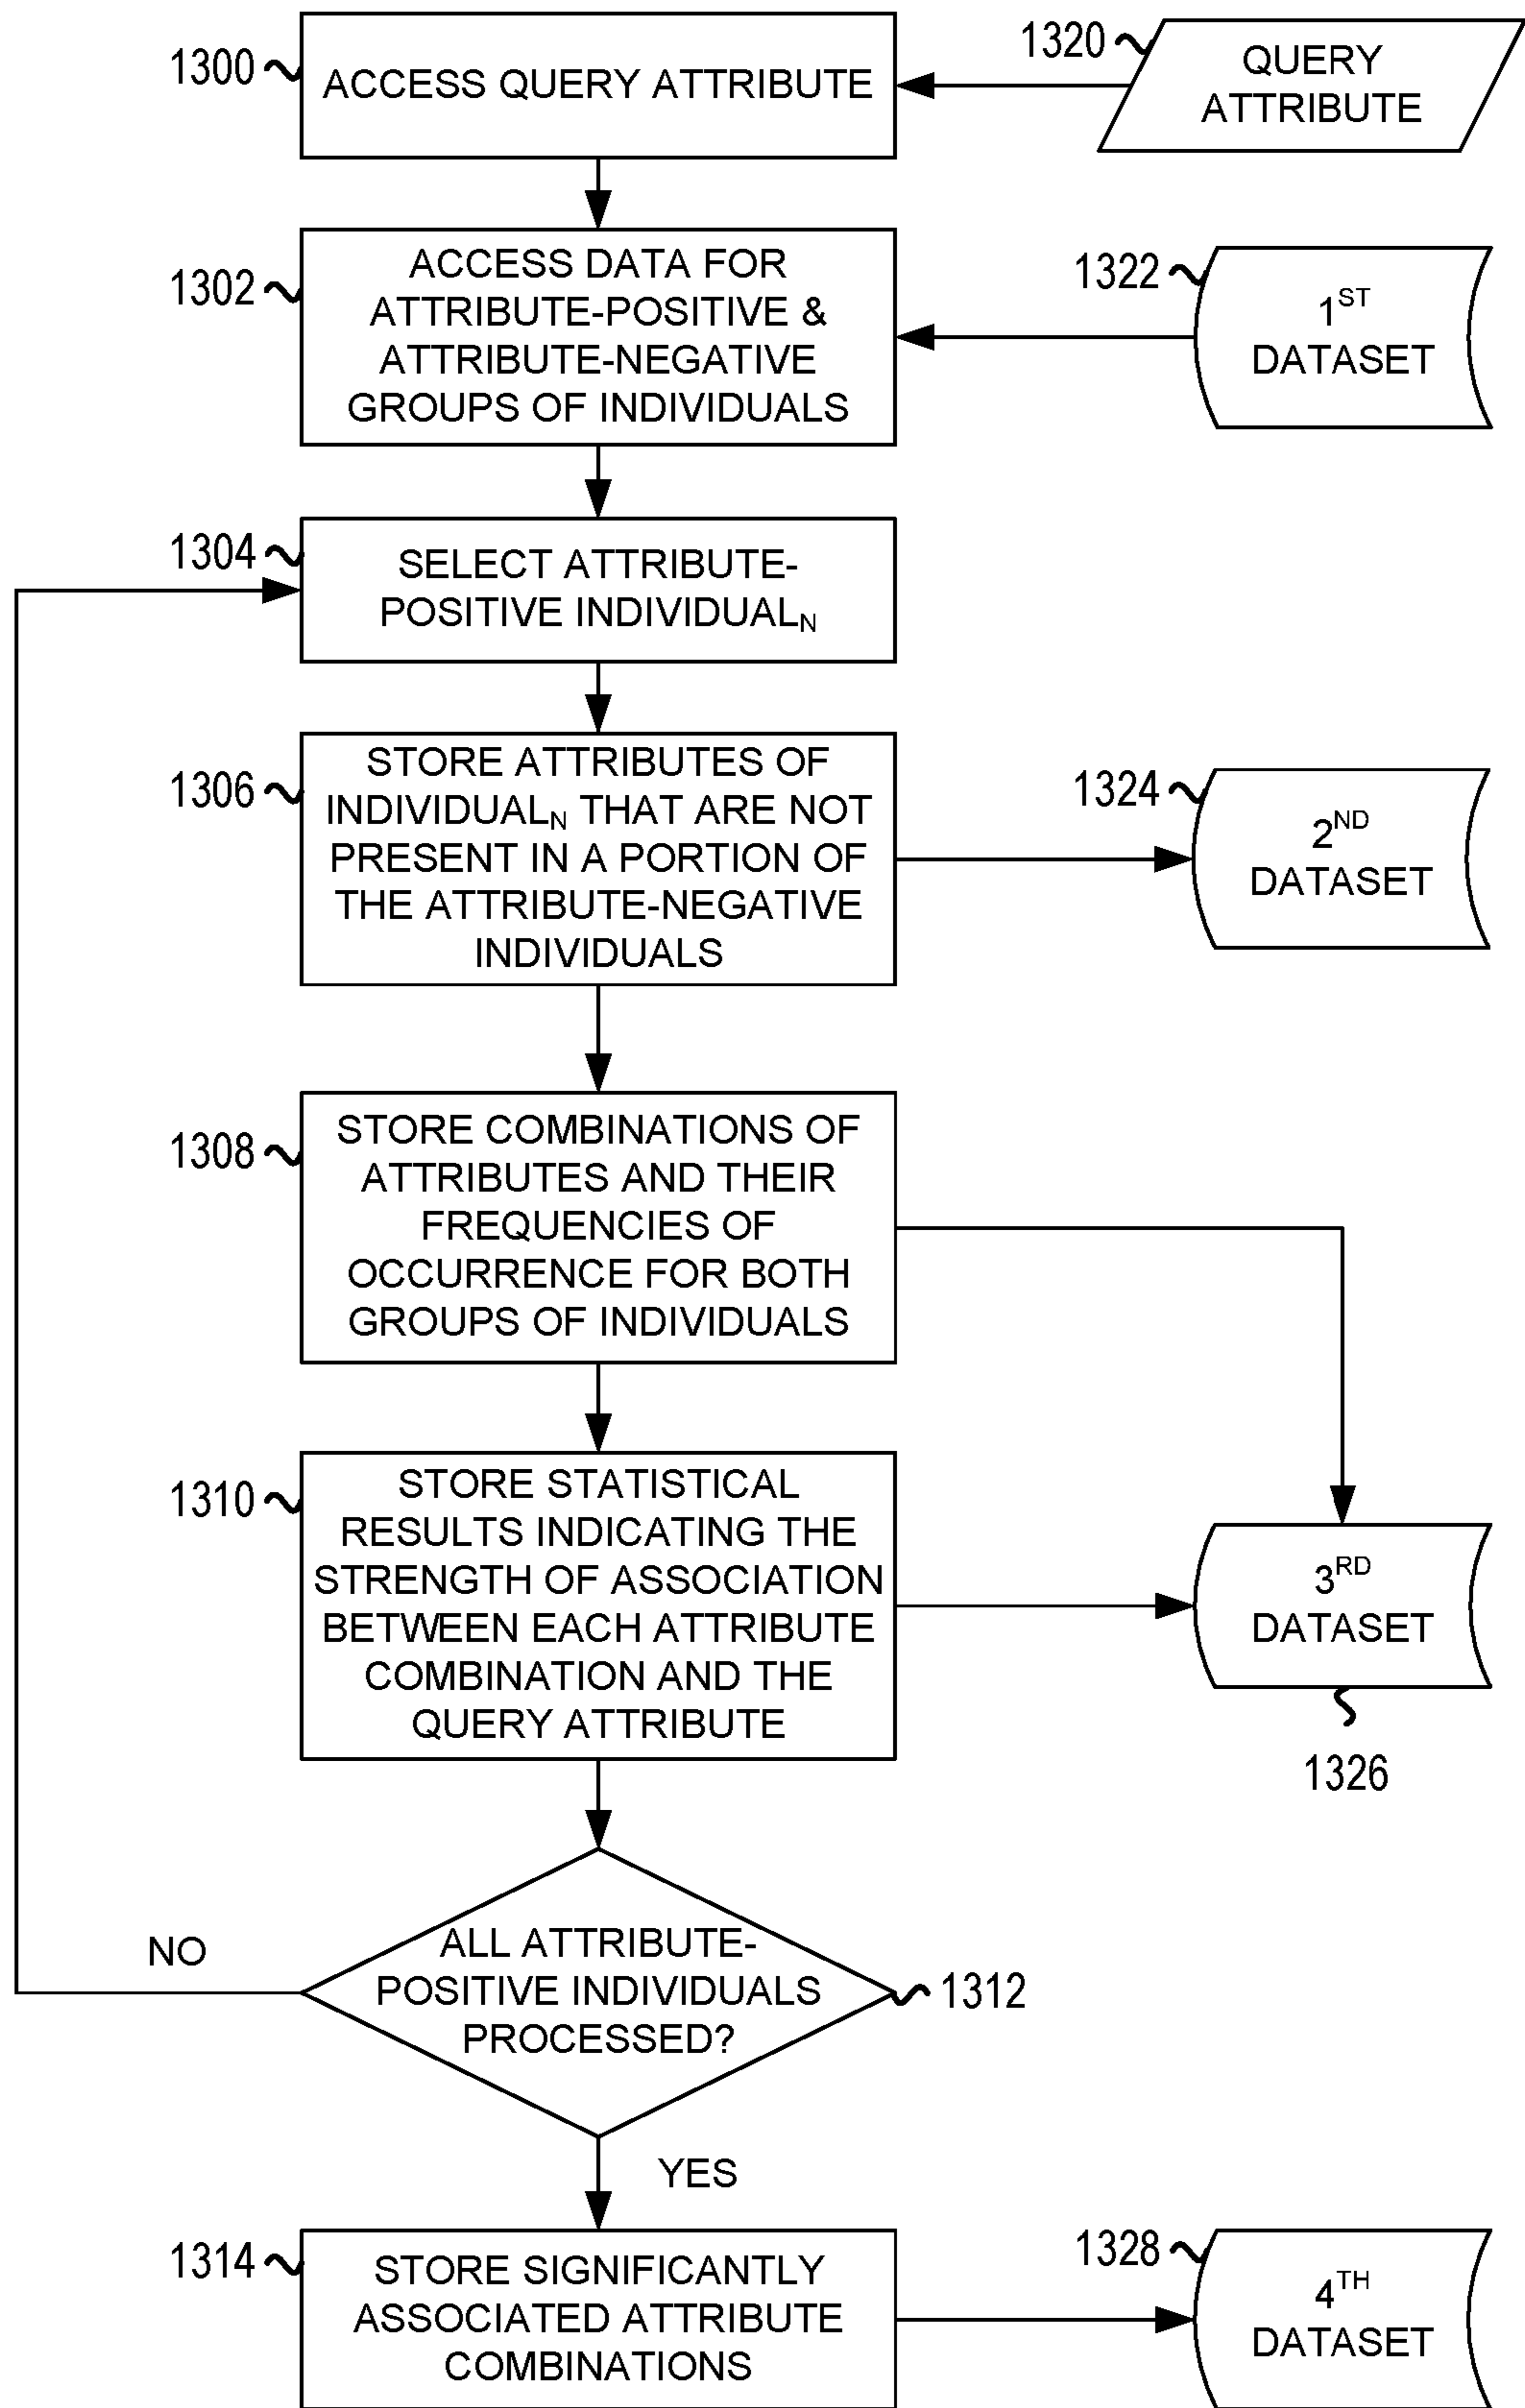 1300
ACCESS QUERY ATTRIBUTE
1320
QUERY
ATTRIBUTE
1302
ACCESS DATA FOR
ATTRIBUTE-POSITIVE &
ATTRIBUTE-NEGATIVE
GROUPS OF INDIVIDUALS
1322
1ST
DATASET
1304
SELECT ATTRIBUTE-
POSITIVE INDIVIDUALN
1306
STORE ATTRIBUTES OF
INDIVIDUALN THAT ARE NOT
PRESENT IN A PORTION OF
THE ATTRIBUTE-NEGATIVE
INDIVIDUALS
1324
2ND
DATASET
1308
STORE COMBINATIONS OF
ATTRIBUTES AND THEIR
FREQUENCIES OF
OCCURRENCE FOR BOTH
GROUPS OF INDIVIDUALS
1310
STORE STATISTICAL
RESULTS INDICATING THE
STRENGTH OF ASSOCIATION
BETWEEN EACH ATTRIBUTE
COMBINATION AND THE
QUERY ATTRIBUTE
3RD
DATASET
1326
NO
ALL ATTRIBUTE-
POSITIVE INDIVIDUALS
PROCESSED?
1312
YES
1314
STORE SIGNIFICANTLY
ASSOCIATED ATTRIBUTE
COMBINATIONS
1328
4TH
DATASET